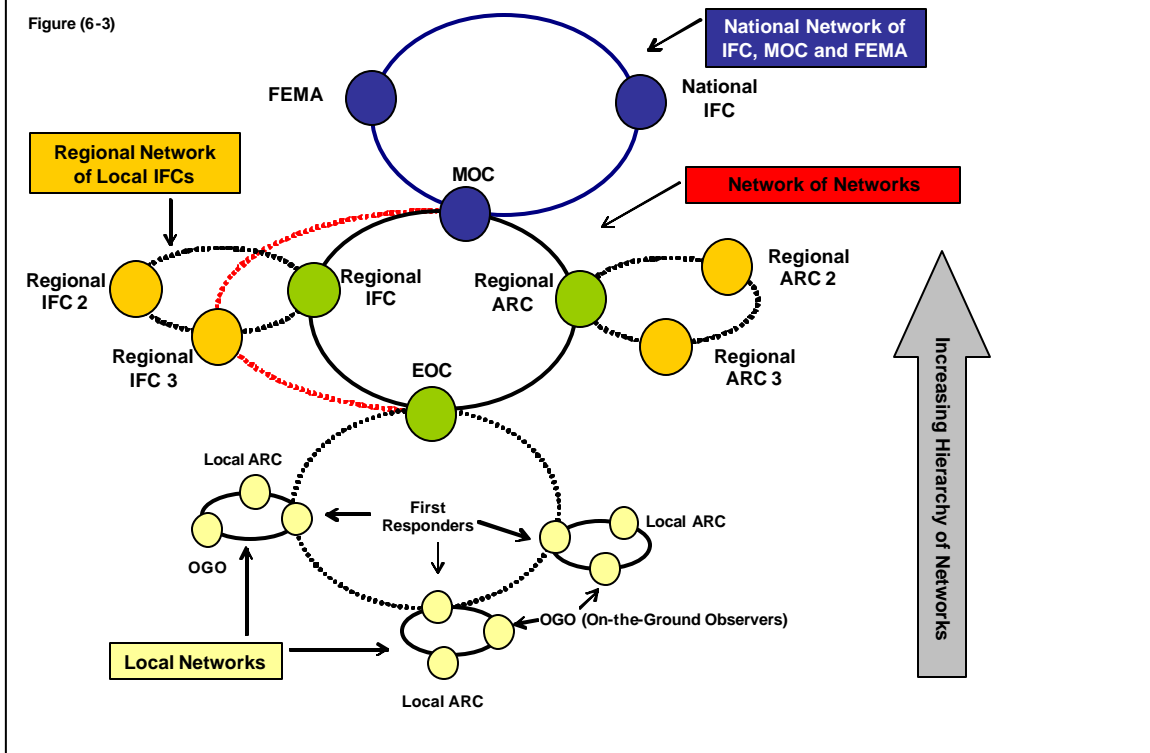 Figure (6-3)
National Network of
IFC, MOC and FEMA
FEMA
National
IFC
Regional Network
of Local IFCs
MOC
Network of Networks
Regional
IFC 2
Regional
IFC
Regional
ARC
Regional
ARC 2
Regional
IFC 3
Regional
ARC 3
EOC
Increasing Hierarchy of Networks
Local ARC
First
Responders
Local ARC
OGO
OGO (On-the-Ground Observers)
Local Networks
Local ARC